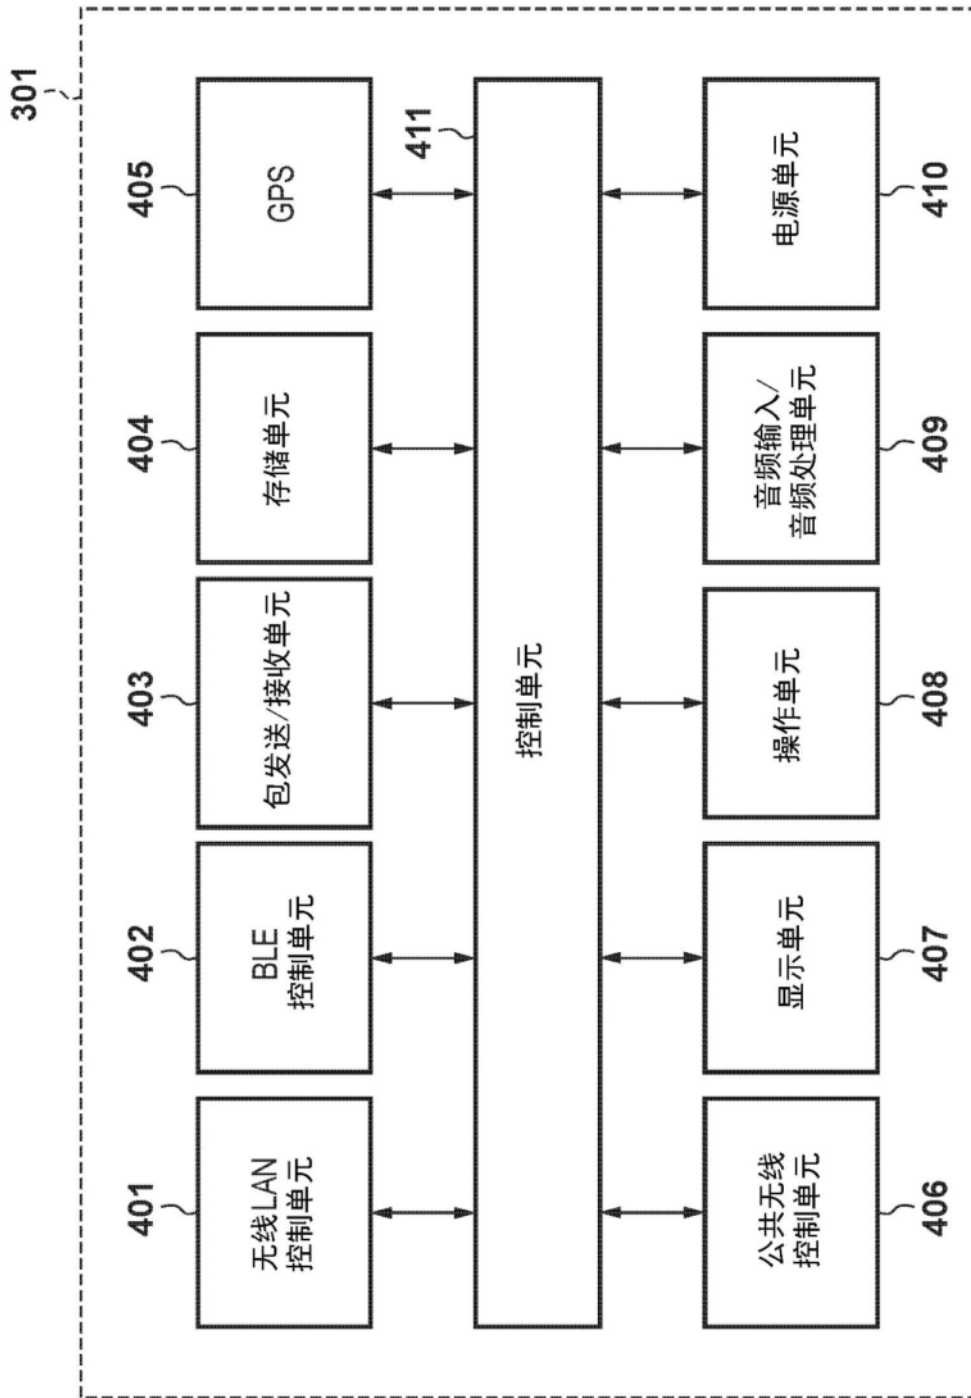 301
401
402
403
404
405
无线LAN
控制单元
BLE
控制单元
包发送/接收单元
存储单元
GPS
411
控制单元
公共无线
控制单元
显示单元
操作单元
音频输入/
音频处理单元
电源单元
406
407
408
409
410